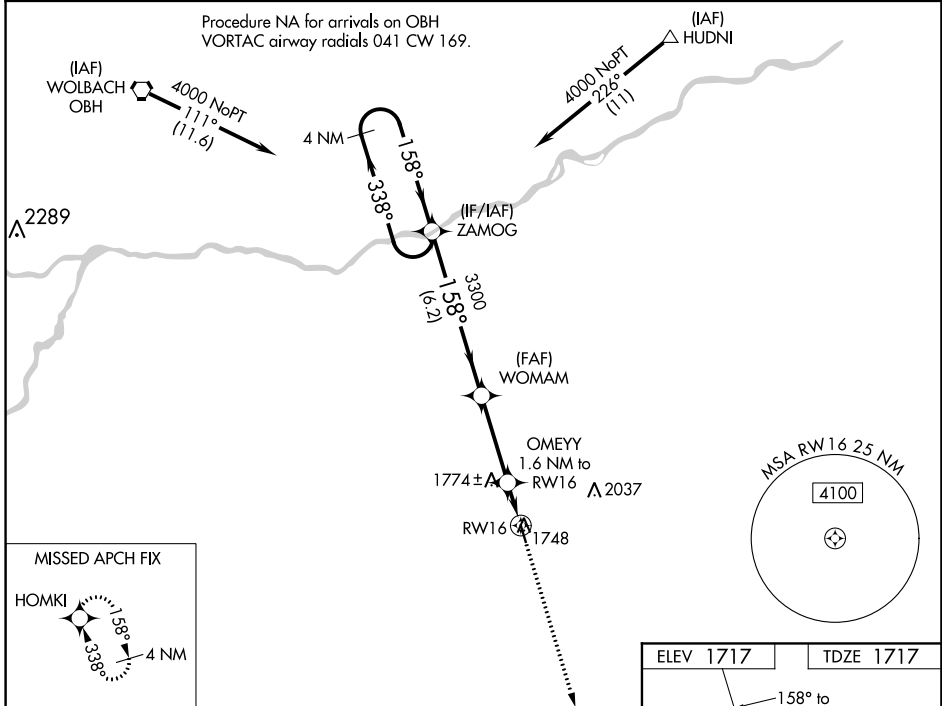 Procedure NA for arrivals on OBH
VORTAC airway radials 041 CW 169.
(IAF)
HUDNI
(IAF)
WOLBACH
OBH
4000 NoPT
111°
(11.6)
4000 NoPT
226°
(11)
4 NM
158°
338°
2289
(IF/IAF)
ZAMOG
3300
158°
(6.2)
(FAF)
WOMAM
OMEYY
1.6 NM to
RW16
1774±
2037
RW16
1748
MSA RW16 25 NM
4100
MISSED APCH FIX
HOMKI
158°
338°
4 NM
ELEV 1717
TDZE 1717
158° to